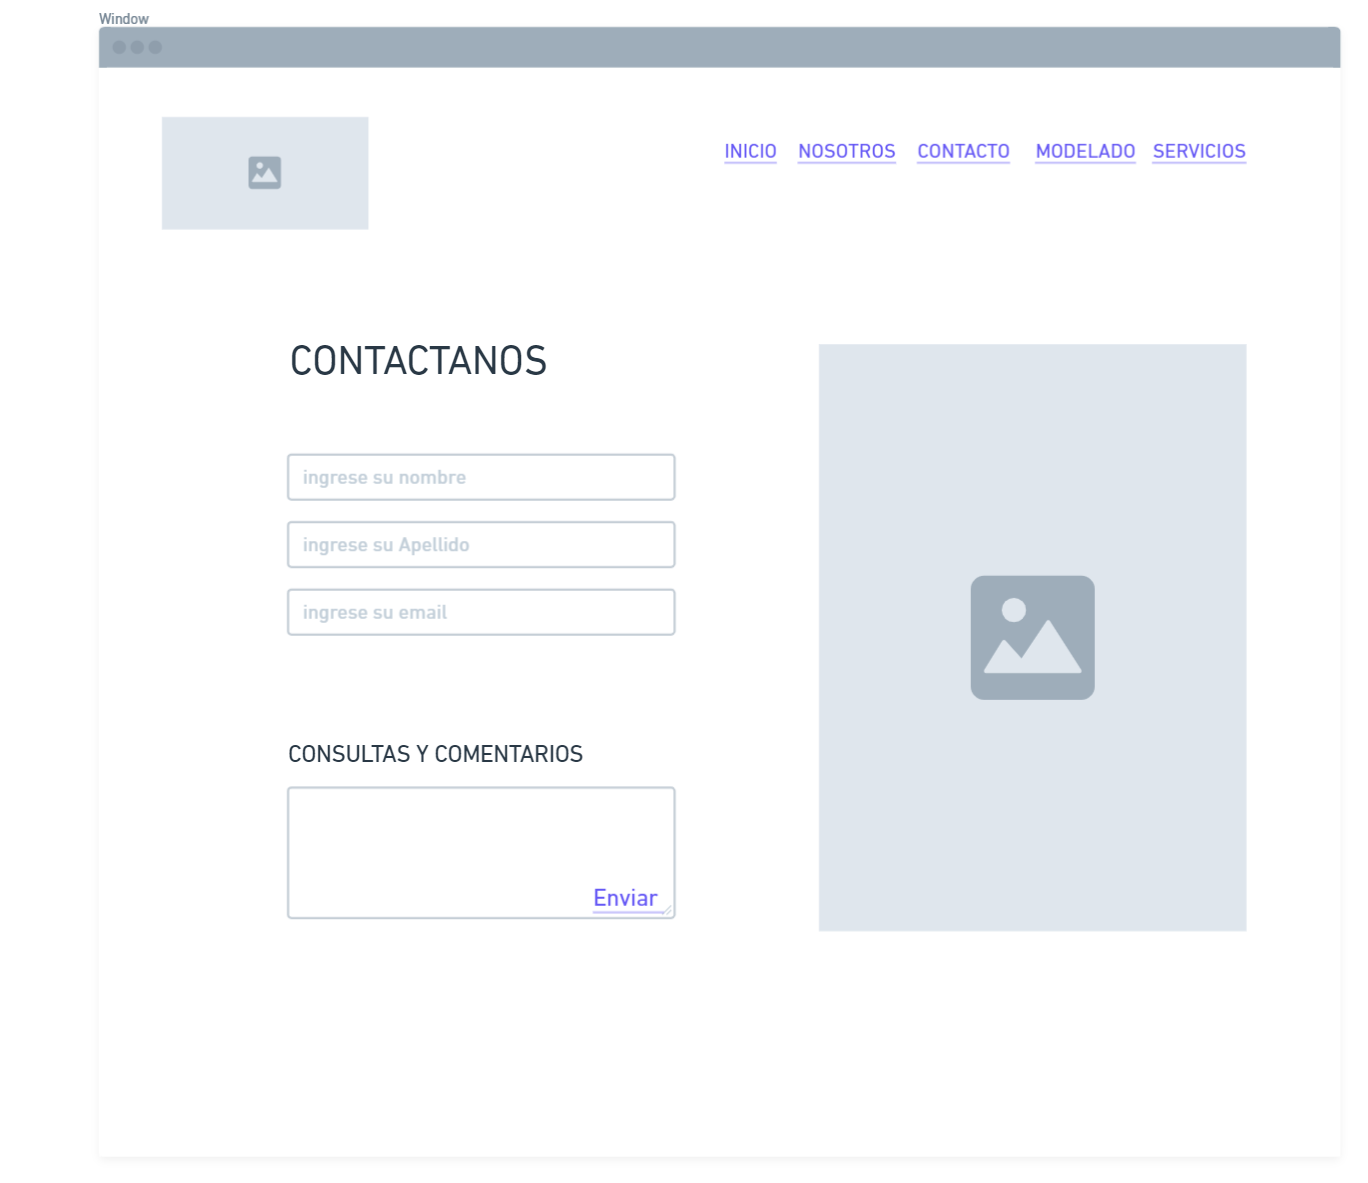 Window
INICIO NOSOTROS CONTACTO MODELADO SERVICIOS
CONTACTANOS
ingrese su nombre
ingrese su Apellido
ingrese su email
CONSULTAS Y COMENTARIOS
Enviar